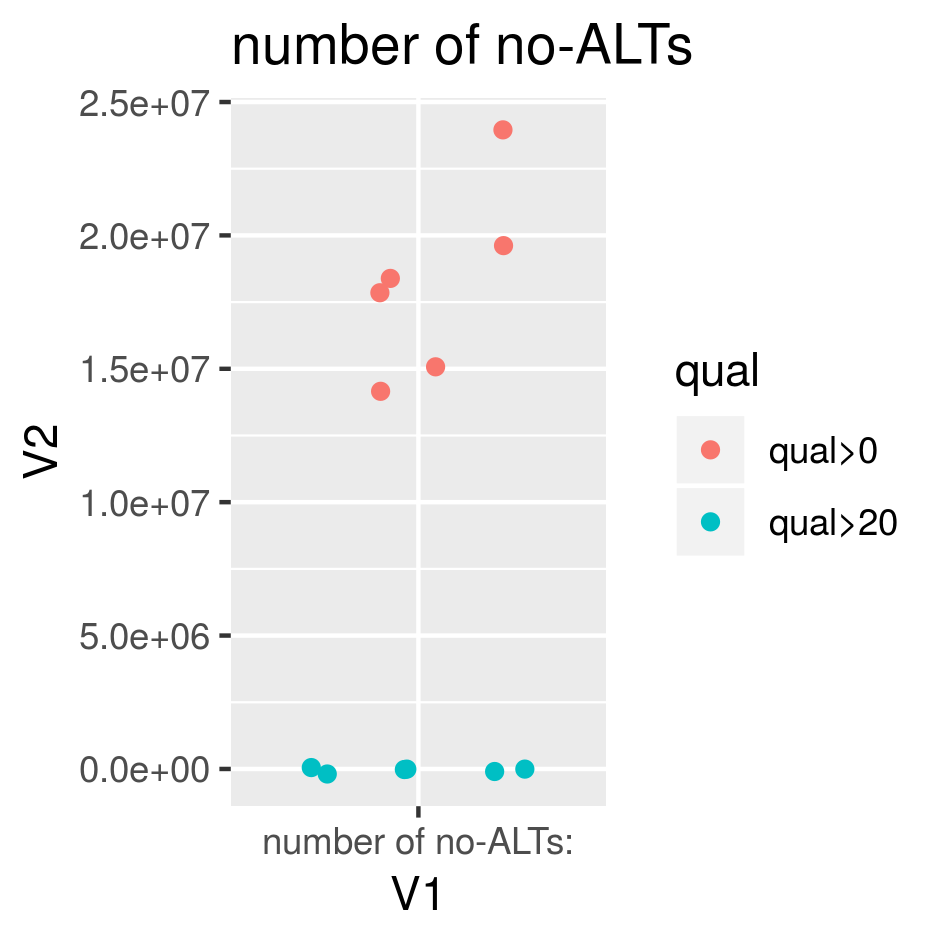 number of no-ALTs
2.5e+07
2.0e+07
1.5e+07
1.0e+07
5.0e+06
0.0e+00
V2
number of no-ALTs:
V1
qual
qual>0
qual>20